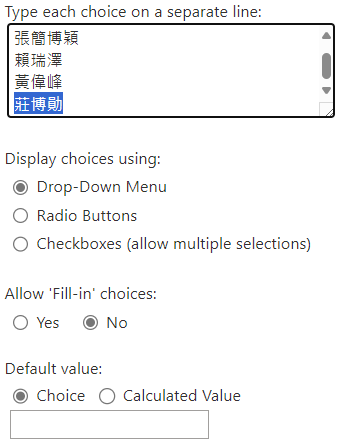 Type each choice on a separate line:
張簡博穎
賴瑞澤
黃偉峰
莊博勛
Display choices using:
Drop-Down Menu
Radio Buttons
Checkboxes (allow multiple selections)
Allow 'Fill-in' choices:
Yes No
Default value:
Choice Calculated Value